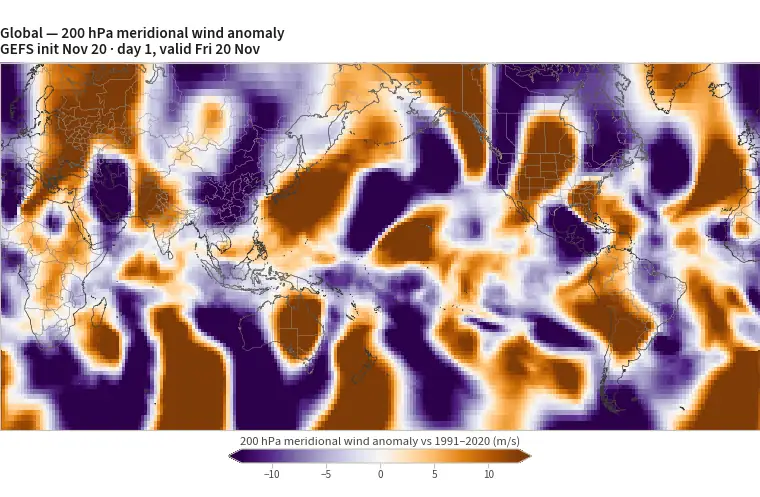 Global — 200 hPa meridional wind anomaly
GEFS init Nov 20 · day 1, valid Fri 20 Nov
200 hPa meridional wind anomaly vs 1991–2020 (m/s)
−10 −5 0 5 10